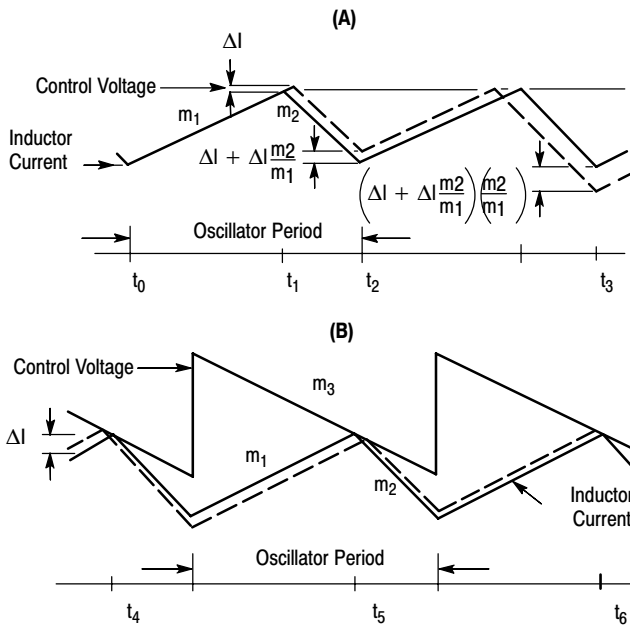 (A)
ΔI
Control Voltage
m1
m2
Inductor
Current
ΔI + ΔI m2/m1
(ΔI + ΔI m2/m1) (m2/m1)
Oscillator Period
t0 t1 t2 t3
(B)
Control Voltage
m3
ΔI
m1
m2
Inductor
Current
Oscillator Period
t4 t5 t6